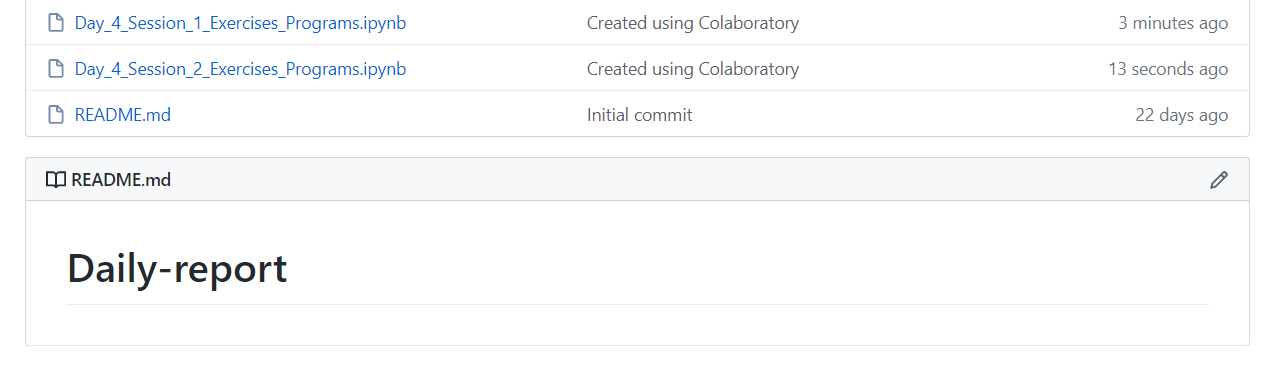 Day_4_Session_1_Exercises_Programs.ipynb Created using Colaboratory 3 minutes ago
Day_4_Session_2_Exercises_Programs.ipynb Created using Colaboratory 13 seconds ago
README.md Initial commit 22 days ago
README.md
Daily-report